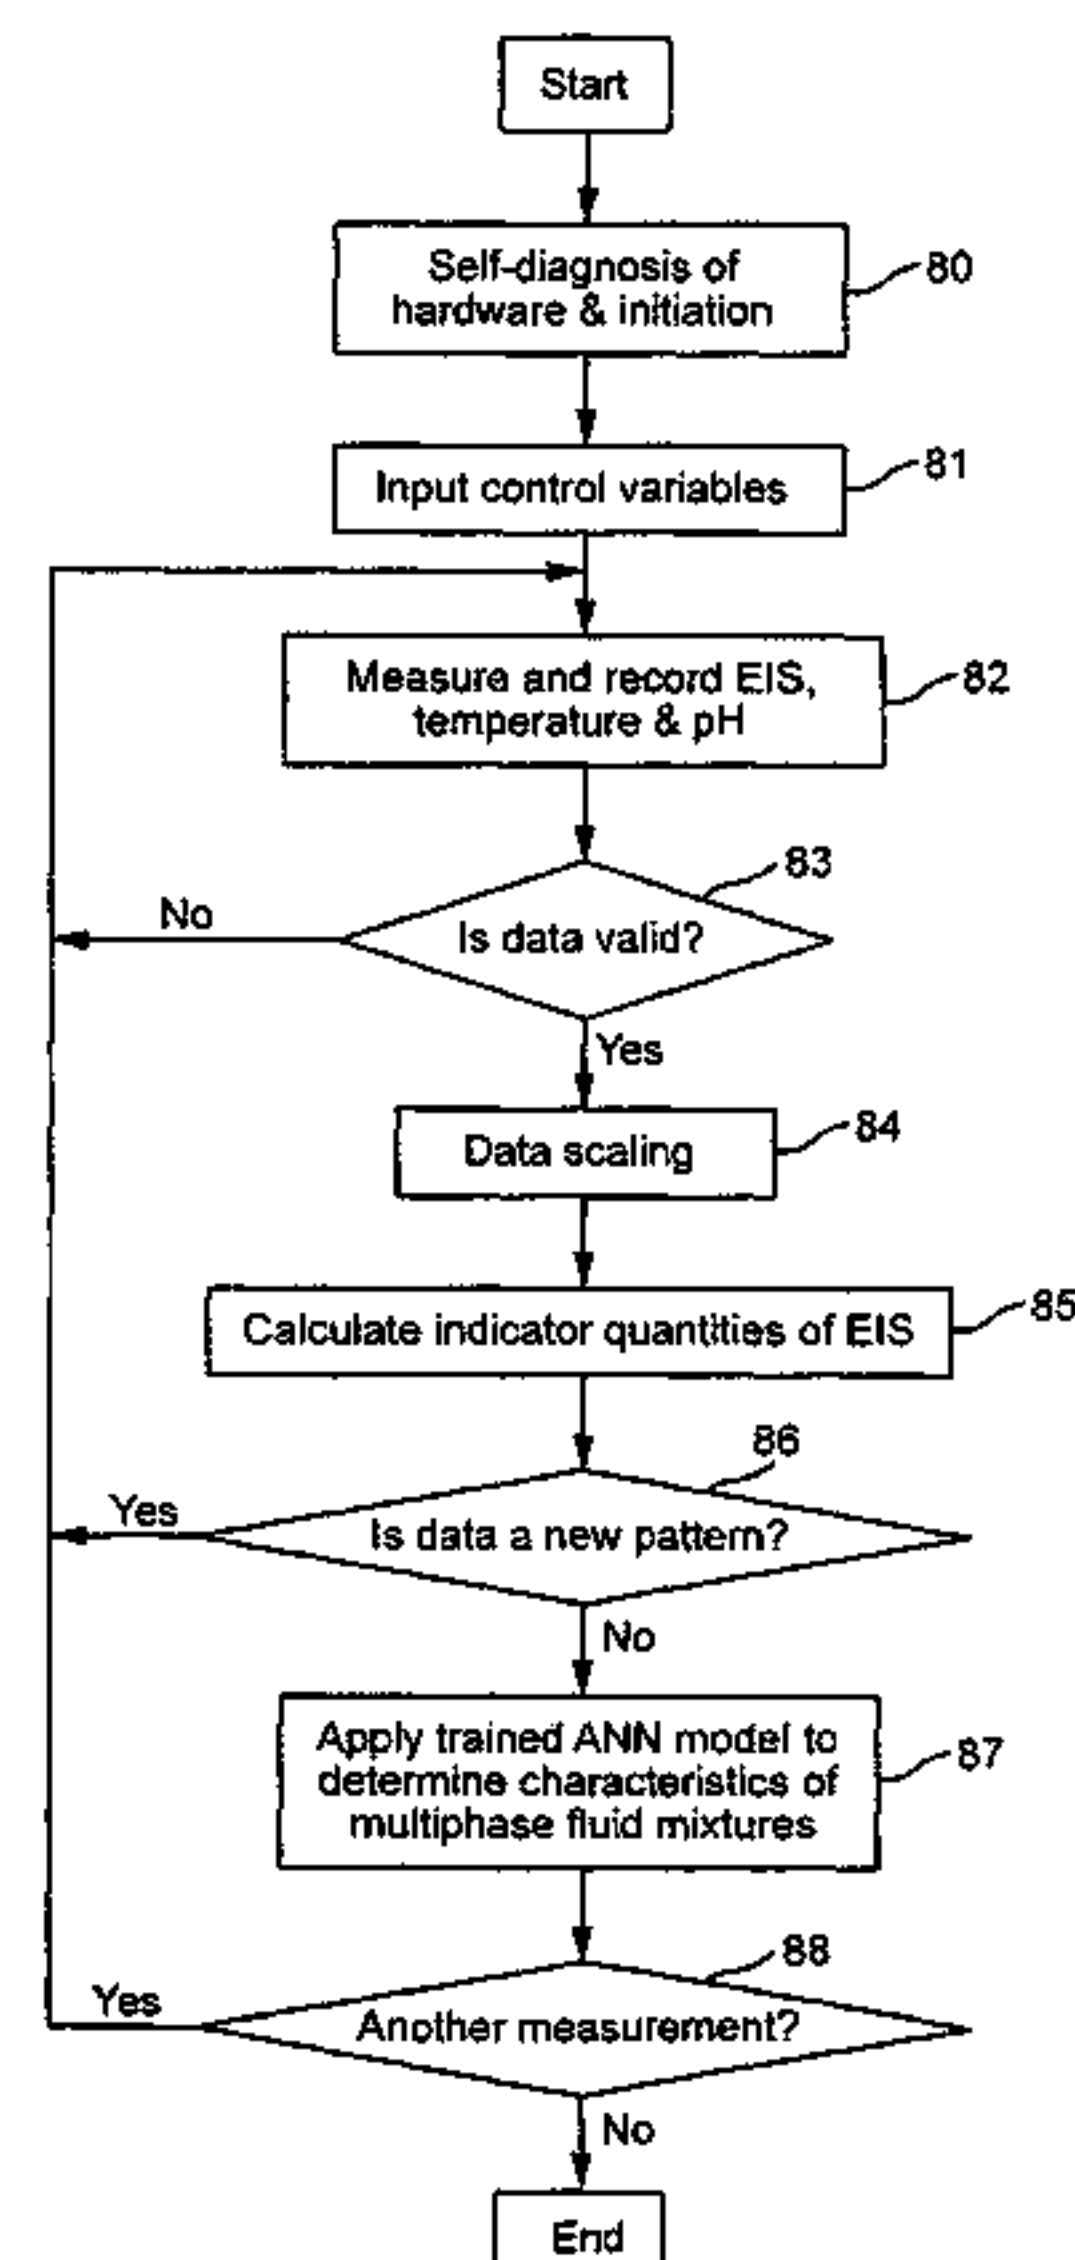 Start
Self-diagnosis of
hardware & initiation
80
Input control variables
81
Measure and record EIS,
temperature & pH
82
Is data valid?
83
No
Yes
Data scaling
84
Calculate indicator quantities of EIS
85
Is data a new pattern?
86
Yes
No
Apply trained ANN model to
determine characteristics of
multiphase fluid mixtures
87
Another measurement?
88
Yes
No
End